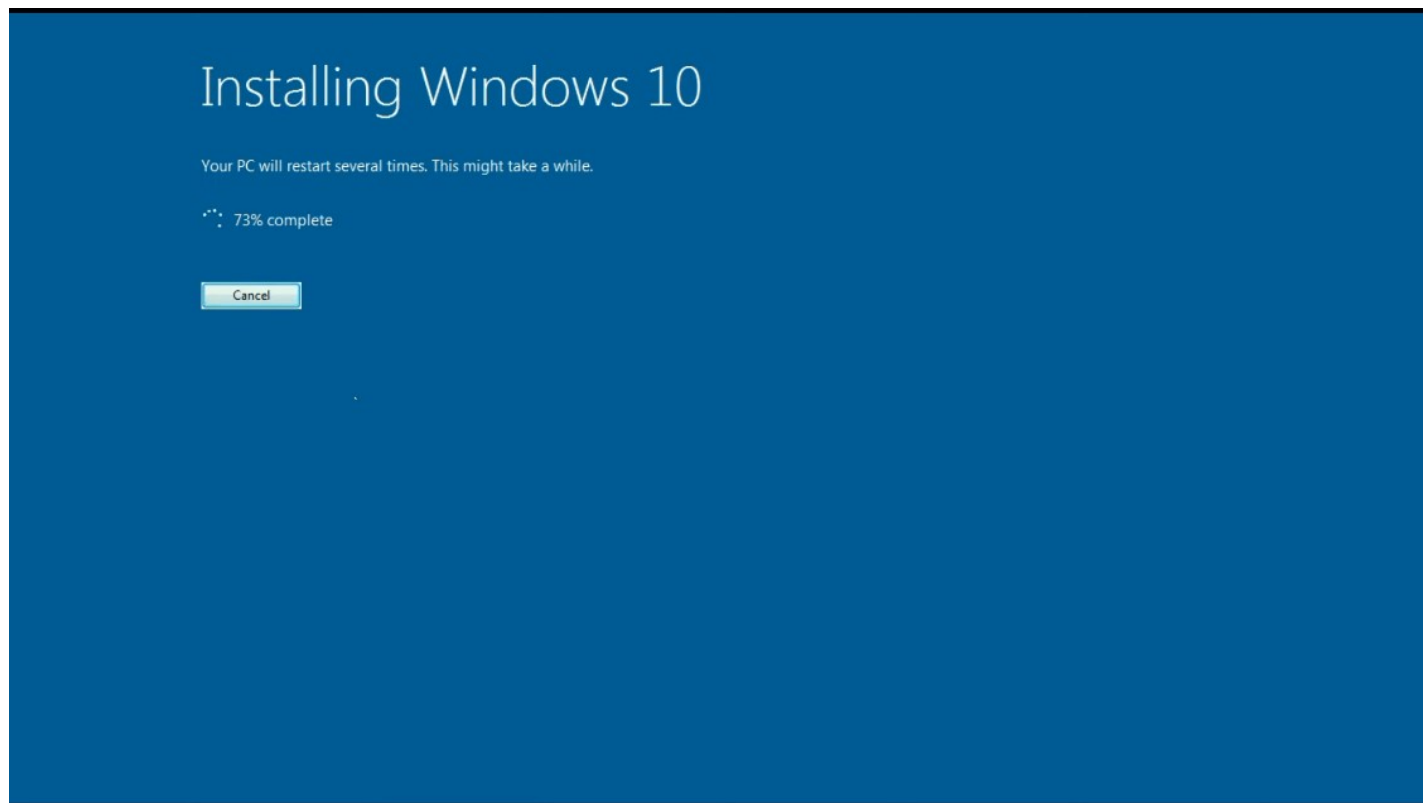 Installing Windows 10
Your PC will restart several times. This might take a while.
73% complete
Cancel